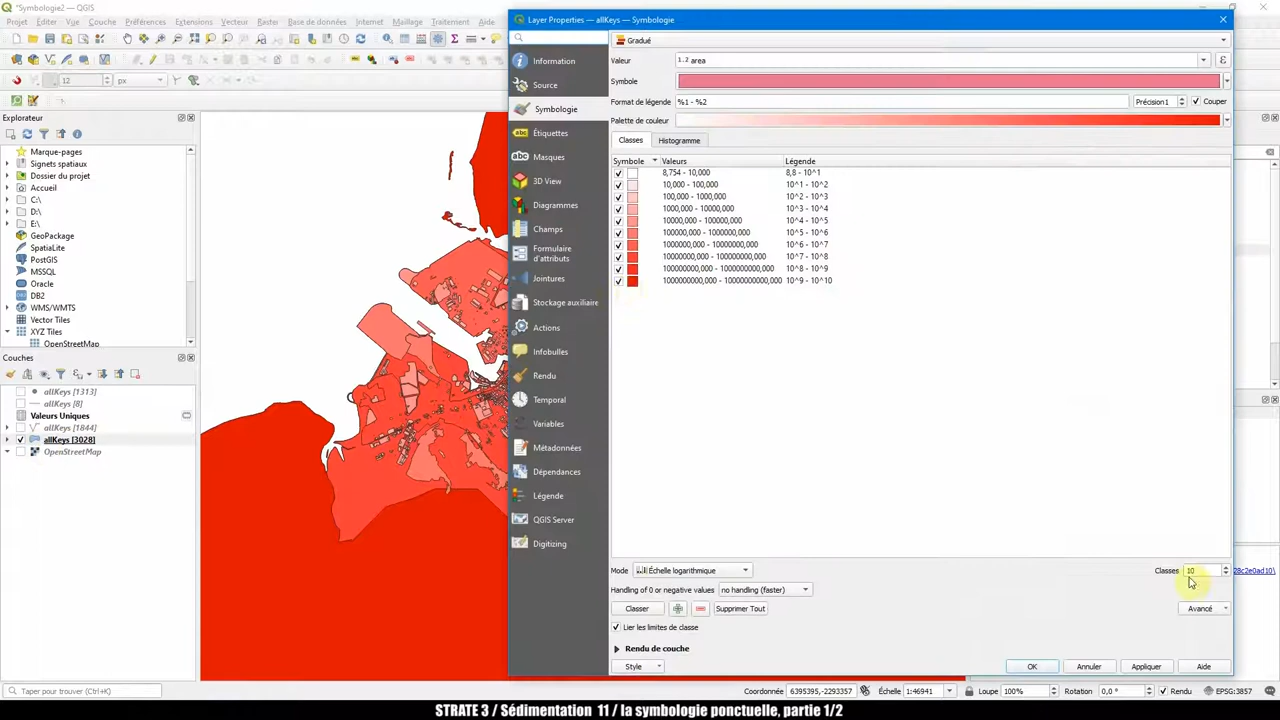 *Symbologie2 — QGIS
Projet Éditer Vue Couche Préférences Extensions Vecteur Raster Base de données Internet Maillage Traitement Aide
12 px
Explorateur
Marque-pages
Signets spatiaux
Dossier du projet
Accueil
C:\
D:\
E:\
GeoPackage
SpatiaLite
PostGIS
MSSQL
Oracle
DB2
WMS/WMTS
Vector Tiles
XYZ Tiles
OpenStreetMap
Couches
allKeys [1313]
allKeys [8]
Valeurs Uniques
allKeys [1844]
allKeys [3028]
OpenStreetMap
Layer Properties — allKeys — Symbologie
Information
Source
Symbologie
Étiquettes
Masques
3D View
Diagrammes
Champs
Formulaire d'attributs
Jointures
Stockage auxiliaire
Actions
Infobulles
Rendu
Temporal
Variables
Métadonnées
Dépendances
Légende
QGIS Server
Digitizing
Gradué
Valeur 1.2 area
Symbole
Format de légende %1 - %2 Précision1 Couper
Palette de couleur
Classes Histogramme
Symbole Valeurs Légende
8,754 - 10,000 8,8 - 10^1
10,000 - 100,000 10^1 - 10^2
100,000 - 1000,000 10^2 - 10^3
1000,000 - 10000,000 10^3 - 10^4
10000,000 - 100000,000 10^4 - 10^5
100000,000 - 1000000,000 10^5 - 10^6
1000000,000 - 10000000,000 10^6 - 10^7
10000000,000 - 100000000,000 10^7 - 10^8
100000000,000 - 1000000000,000 10^8 - 10^9
1000000000,000 - 10000000000,000 10^9 - 10^10
Mode Échelle logarithmique Classes 10 28c2e0ad10\
Handling of 0 or negative values no handling (faster)
Classer Supprimer Tout Avancé
Lier les limites de classe
Rendu de couche
Style OK Annuler Appliquer Aide
Taper pour trouver (Ctrl+K) Coordonnée 6395395,-2293357 Échelle 1:46941 Loupe 100% Rotation 0,0 ° Rendu EPSG:3857
STRATE 3 / Sédimentation 11 / la symbologie ponctuelle, partie 1/2